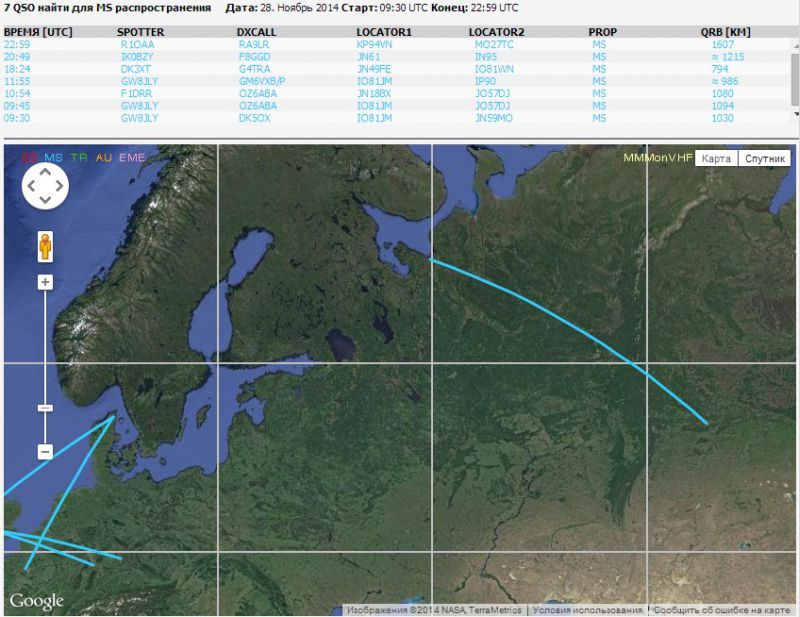 7 QSO найти для MS распространения Дата: 28. Ноябрь 2014 Старт: 09:30 UTC Конец: 22:59 UTC
ВРЕМЯ [UTC] SPOTTER DXCALL LOCATOR1 LOCATOR2 PROP QRB [KM]
22:59 R1OAA RA9LR KP94VN MO27TC MS 1607
20:49 IK0BZY F8GGD JN61 IN95 MS ≈ 1215
18:24 DK3XT G4TRA JN49FE IO81WN MS 794
11:55 GW8JLY GM6VXB/P IO81JM IP90 MS ≈ 986
10:54 F1DRR OZ6ABA JN18BX JO57DJ MS 1080
09:45 GW8JLY OZ6ABA IO81JM JO57DJ MS 1094
09:30 GW8JLY DK5OX IO81JM JN59MO MS 1030
ES MS TR AU EME MMMonVHF Карта Спутник
Google Изображения ©2014 NASA, TerraMetrics Условия использования Сообщить об ошибке на карте